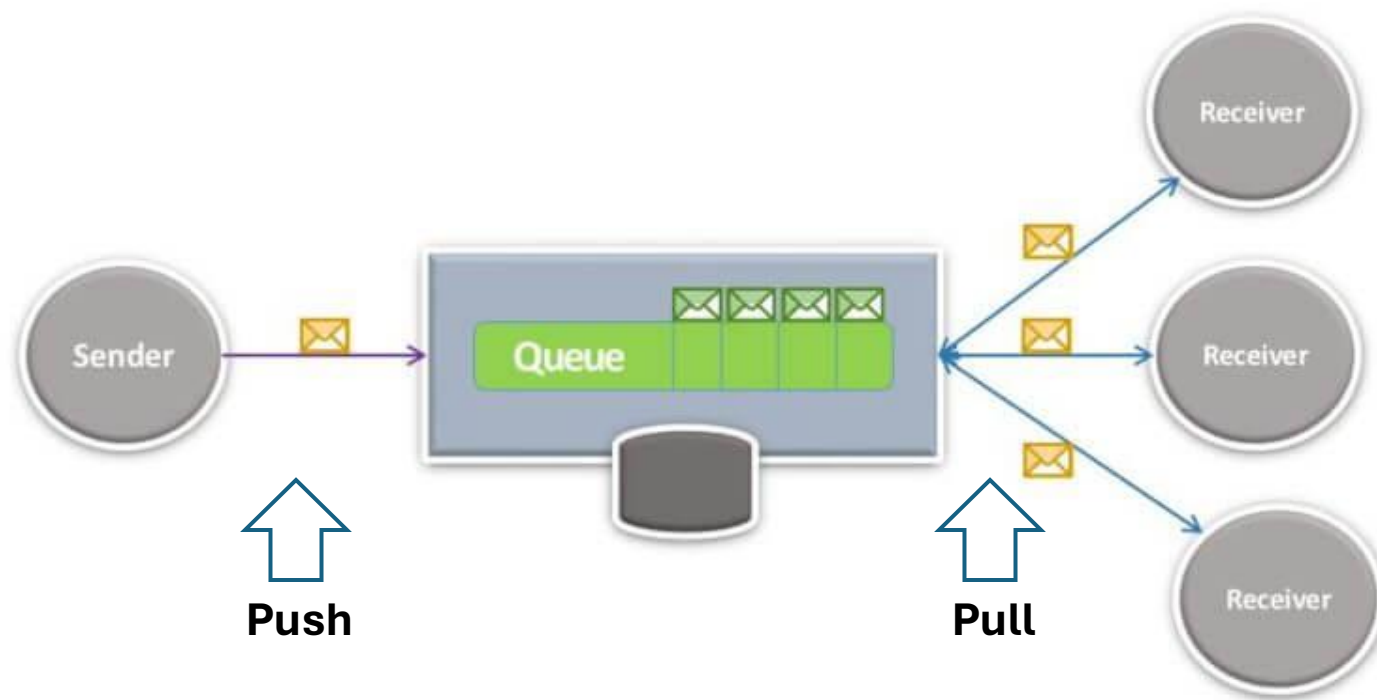 Receiver
Sender
Queue
Receiver
Receiver
Push
Pull